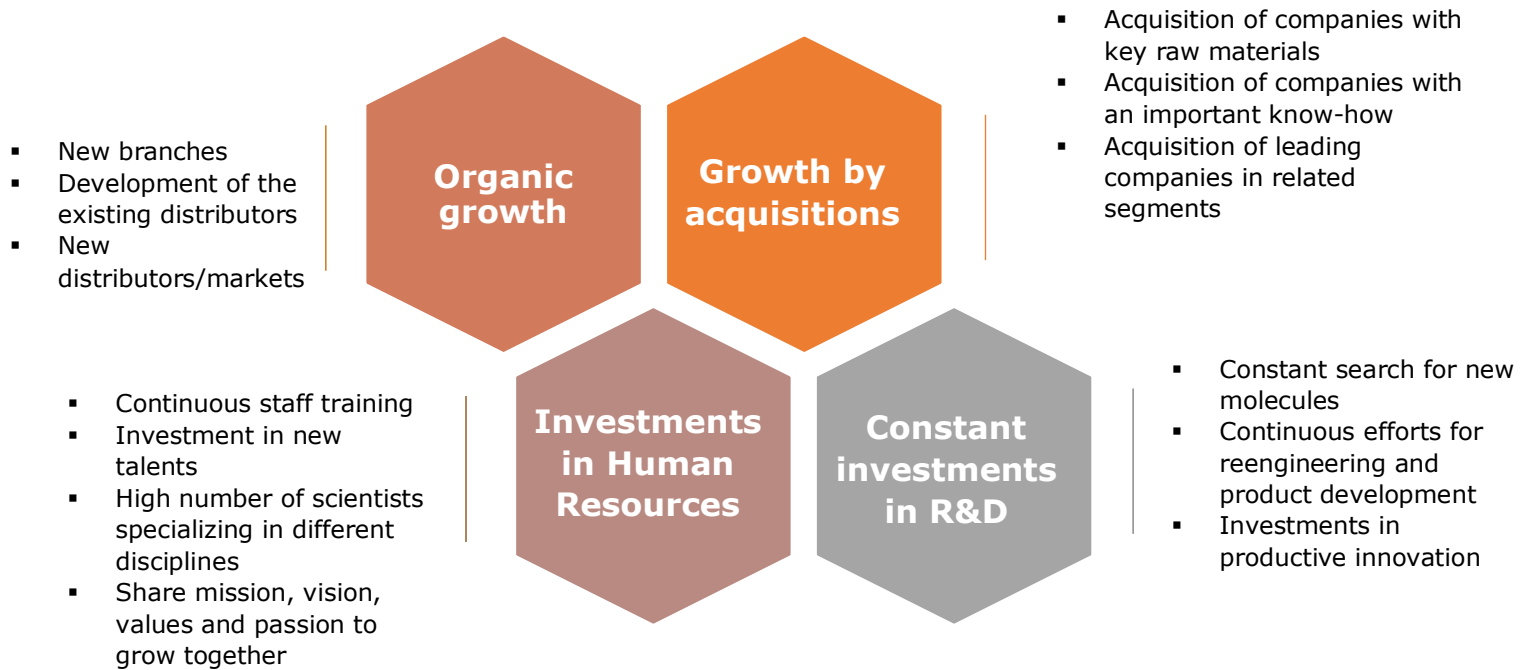 Organic
growth
▪ New branches
▪ Development of the
existing distributors
▪ New
distributors/markets
Growth by
acquisitions
▪ Acquisition of companies with
key raw materials
▪ Acquisition of companies with
an important know-how
▪ Acquisition of leading
companies in related
segments
Investments
in Human
Resources
▪ Continuous staff training
▪ Investment in new
talents
▪ High number of scientists
specializing in different
disciplines
▪ Share mission, vision,
values and passion to
grow together
Constant
investments
in R&D
▪ Constant search for new
molecules
▪ Continuous efforts for
reengineering and
product development
▪ Investments in
productive innovation